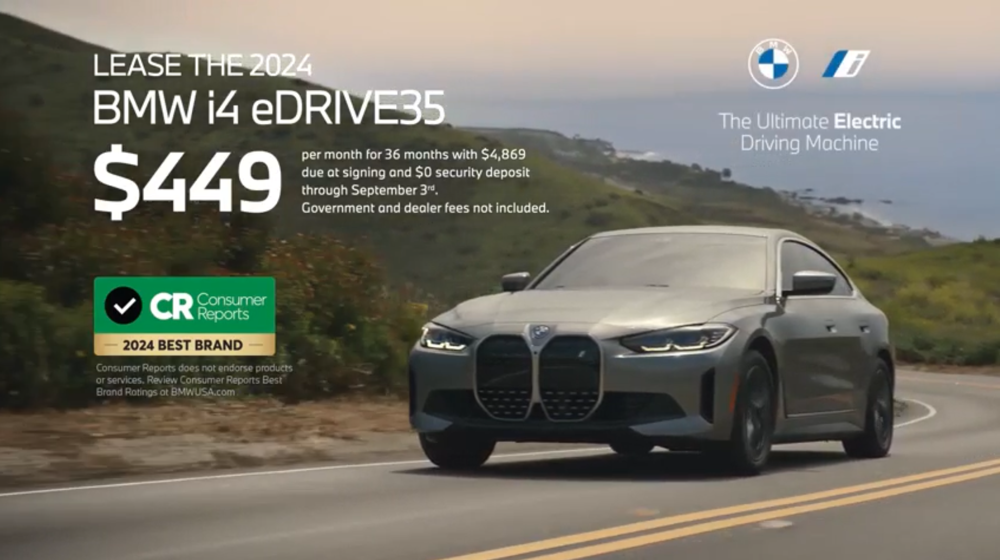 LEASE THE 2024
BMW i4 eDRIVE35
$449
per month for 36 months with $4,869
due at signing and $0 security deposit
through September 3rd.
Government and dealer fees not included.
BMW
i
The Ultimate Electric
Driving Machine
CR Consumer
Reports
2024 BEST BRAND
Consumer Reports does not endorse products
or services. Review Consumer Reports Best
Brand Ratings at BMWUSA.com